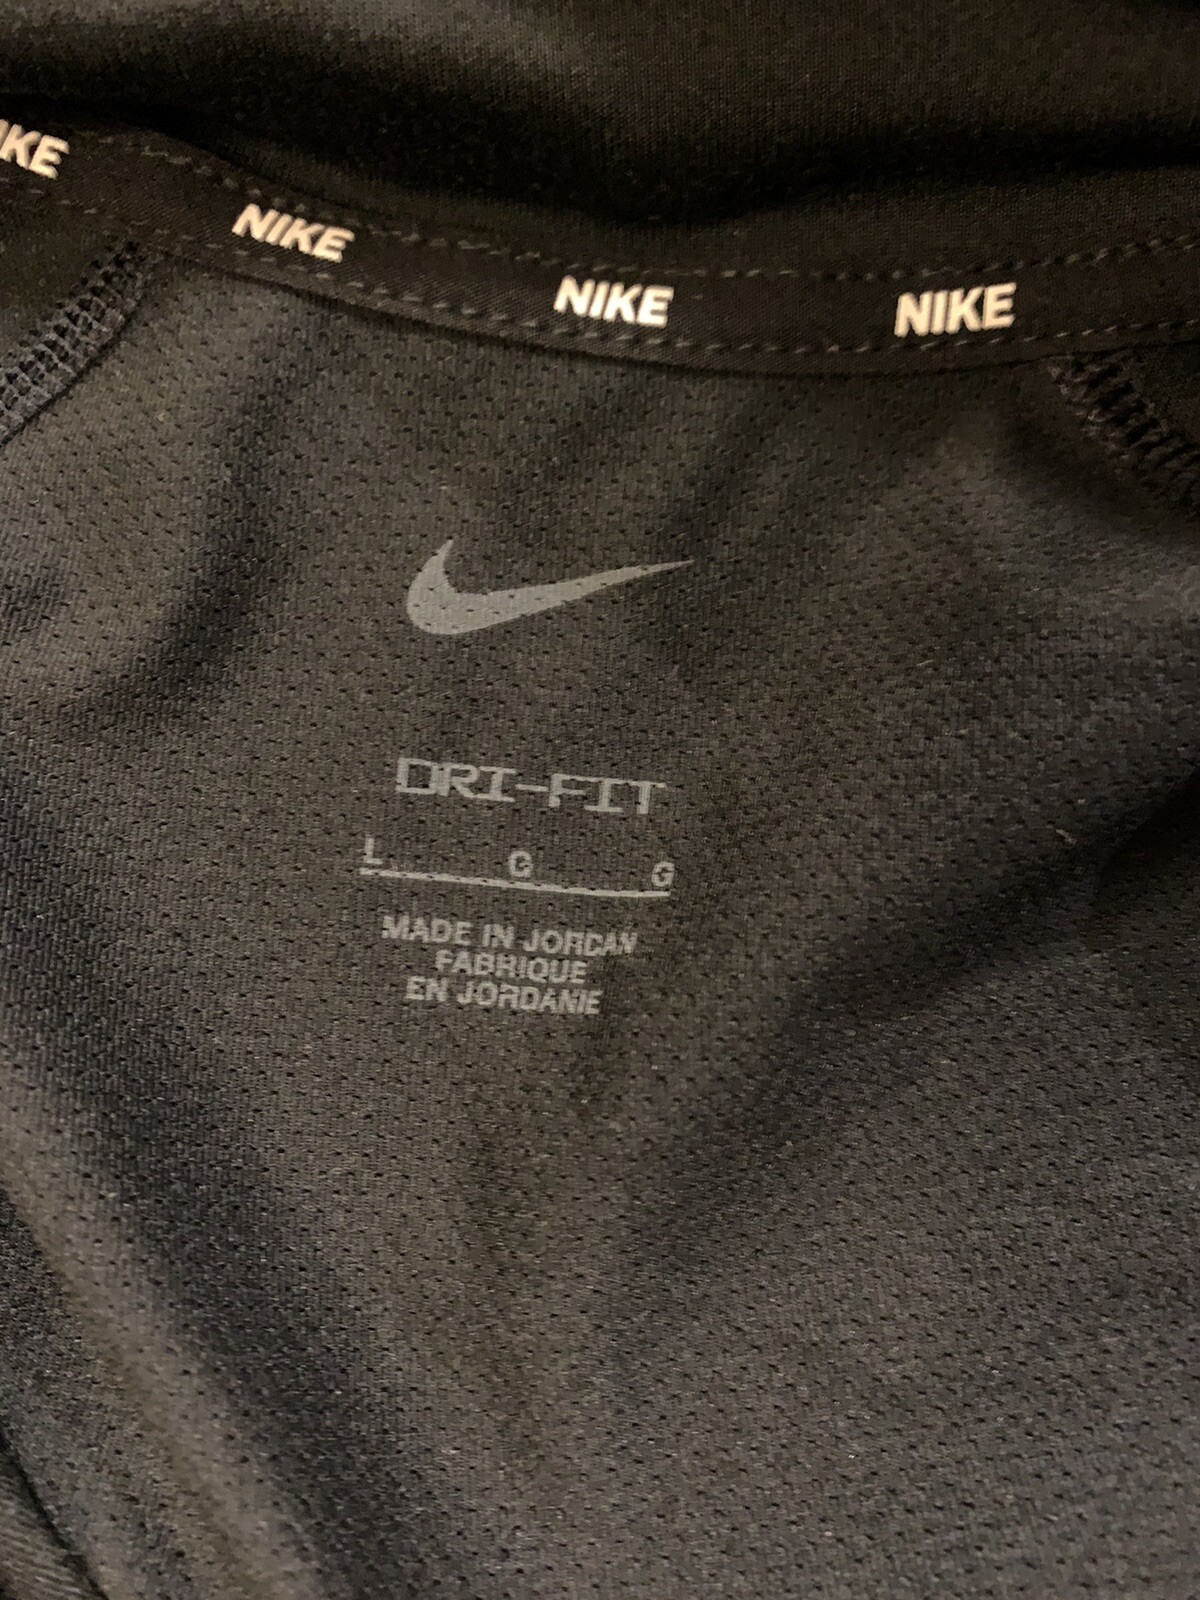 NIKE NIKE NIKE NIKE
DRI-FIT
L G G
MADE IN JORDAN
FABRIQUE
EN JORDANIE